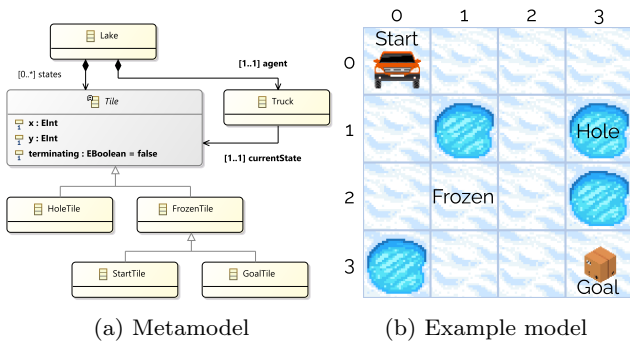 Lake
[0..*] states
[1..1] agent
Tile
x : EInt
y : EInt
terminating : EBoolean = false
Truck
[1..1] currentState
HoleTile
FrozenTile
StartTile
GoalTile
(a) Metamodel
0 1 2 3
Start
0
1
Hole
2
Frozen
3
Goal
(b) Example model